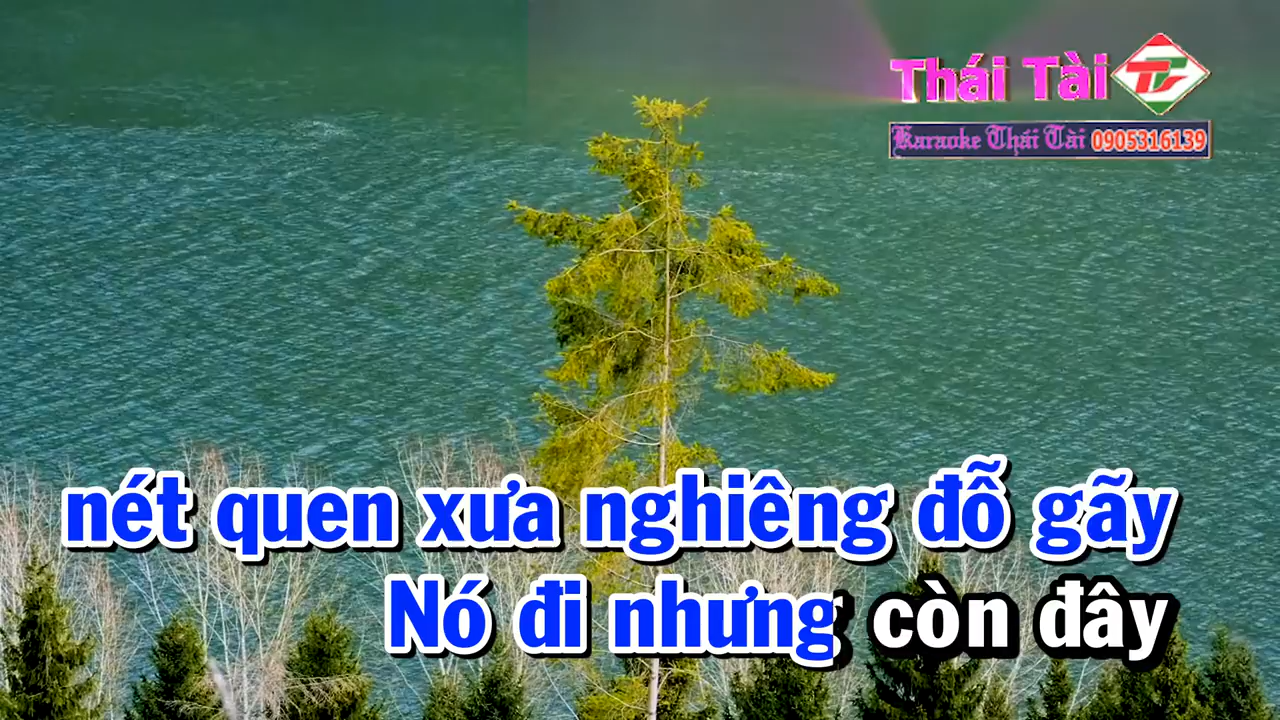 Thái Tài
Karaoke Thái Tài 0905316139
nét quen xưa nghiêng đỗ gãy
Nó đi nhưng còn đây